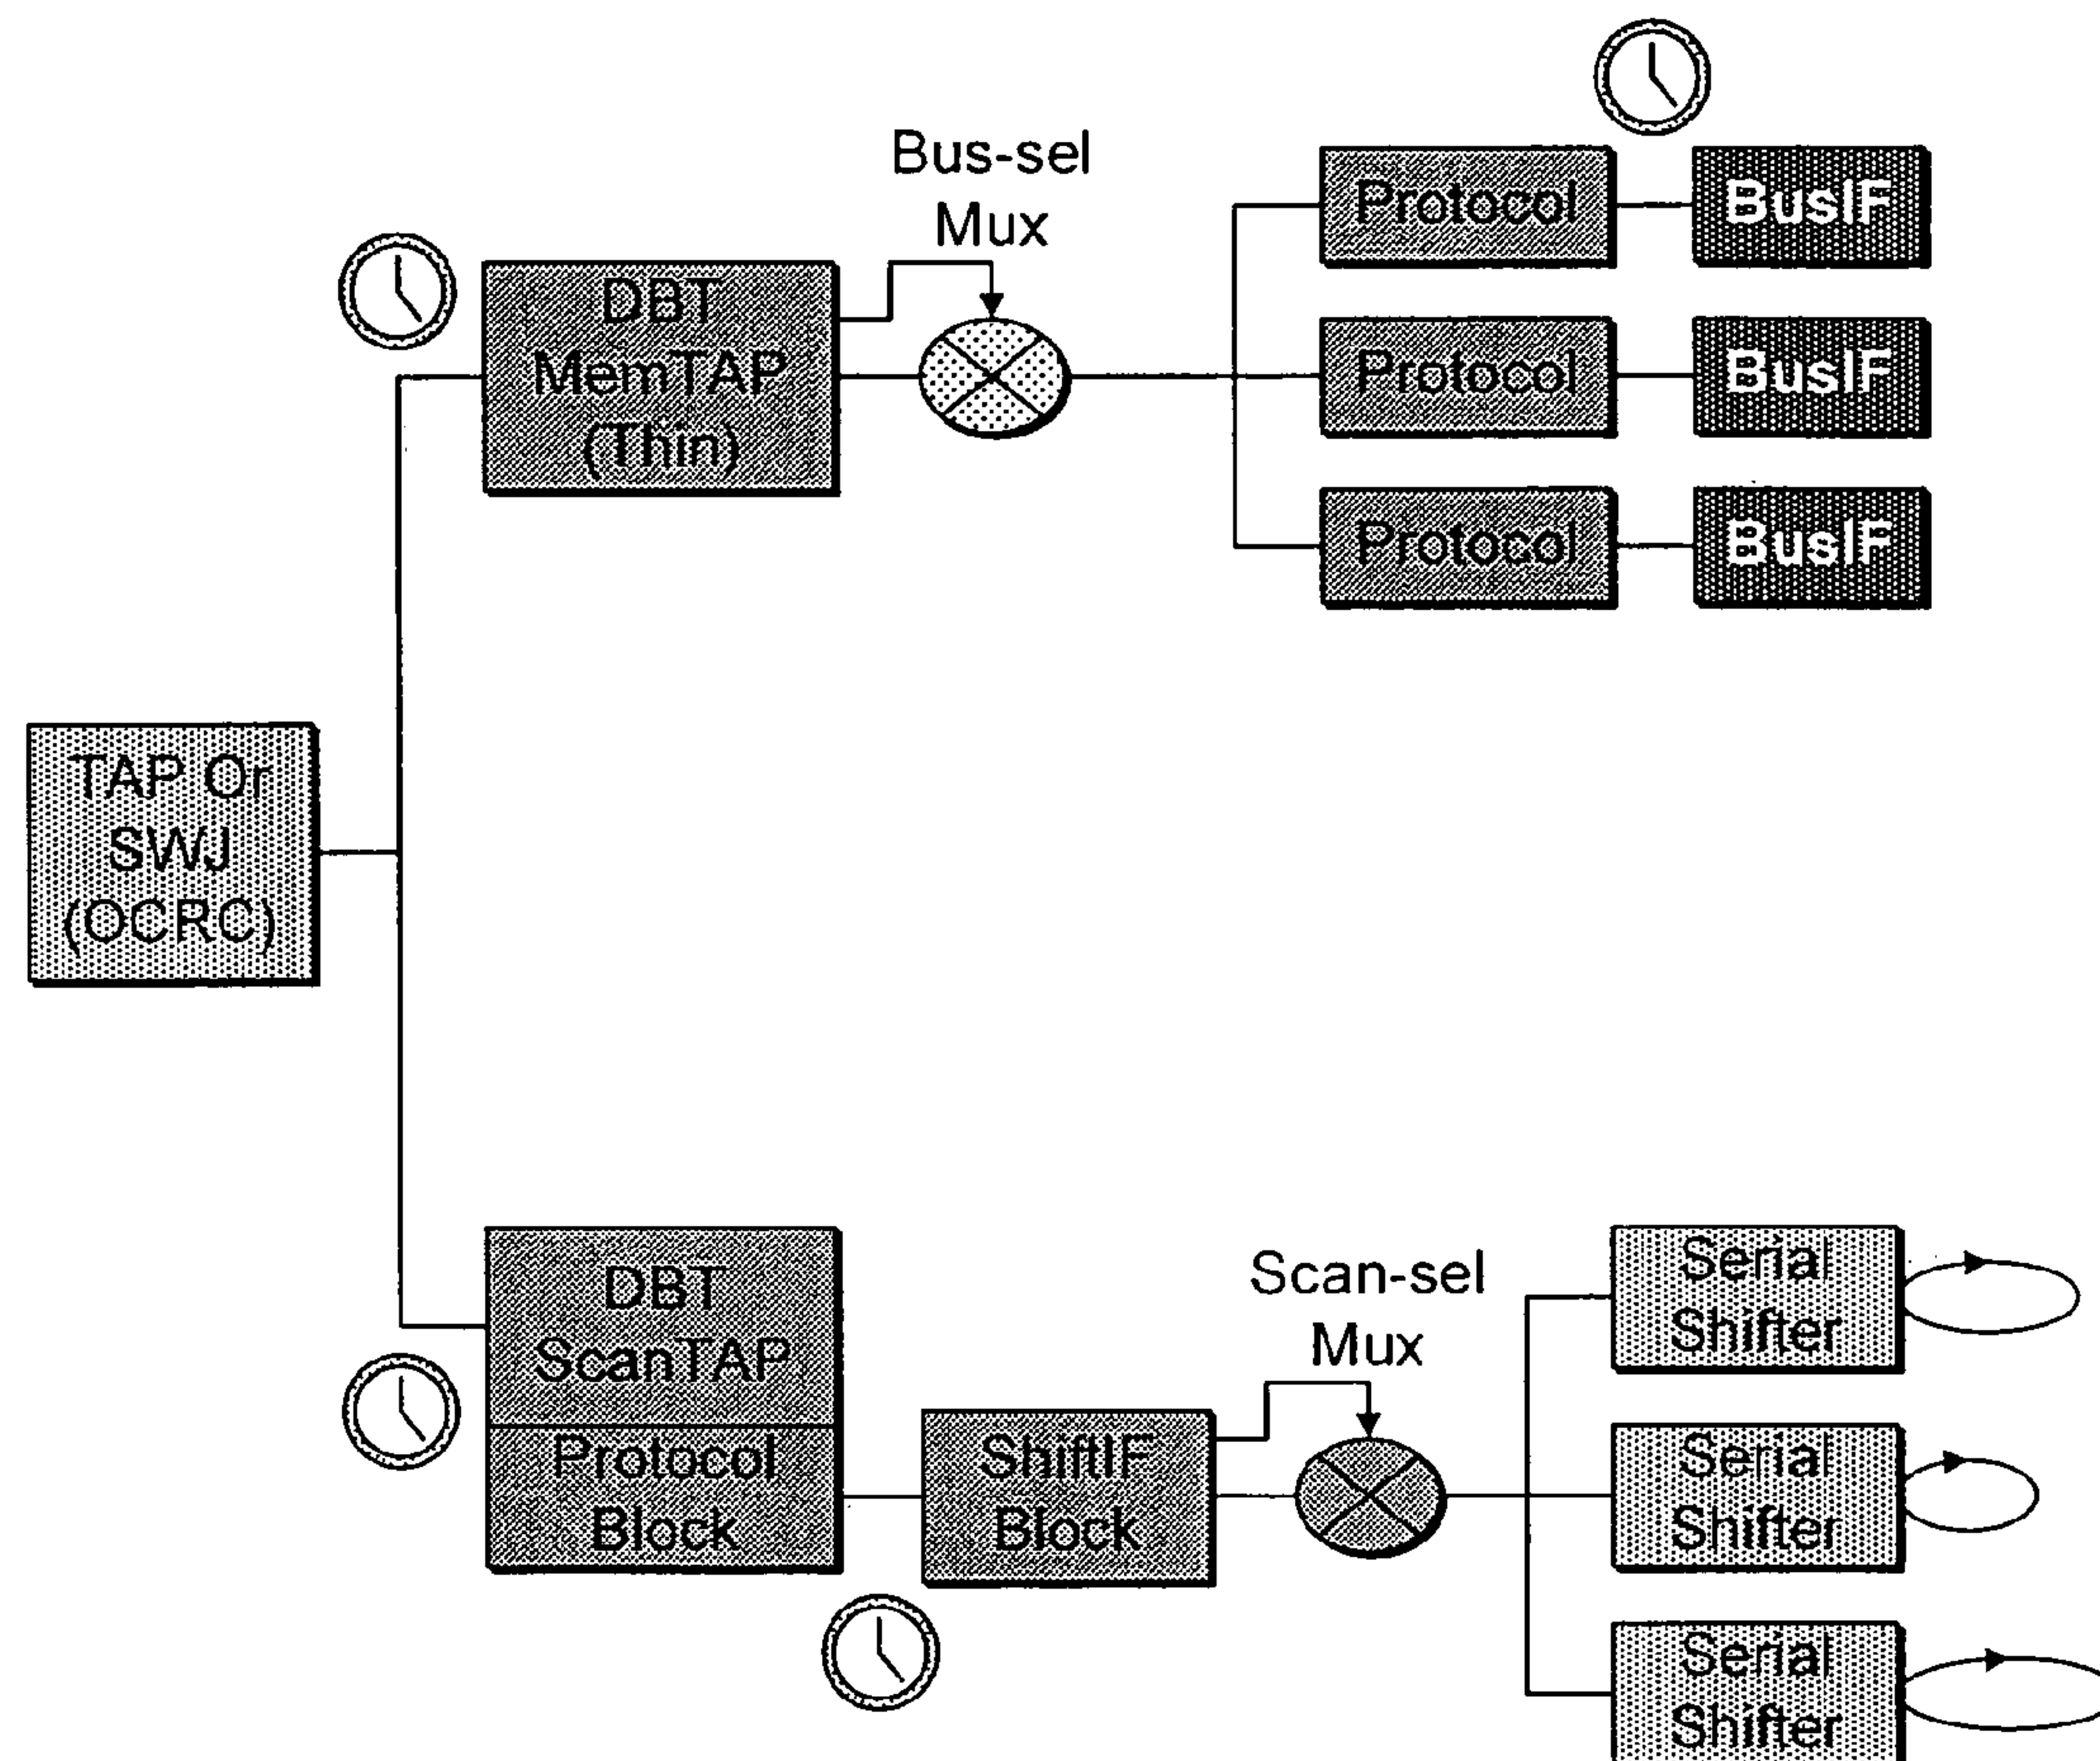 Bus-sel
Mux
DBT
MemTAP
(Thin)
Protocol
BusIF
Protocol
BusIF
Protocol
BusIF
TAP Or
SWJ
(OCRC)
DBT
ScanTAP
Protocol
Block
ShiftIF
Block
Scan-sel
Mux
Serial
Shifter
Serial
Shifter
Serial
Shifter